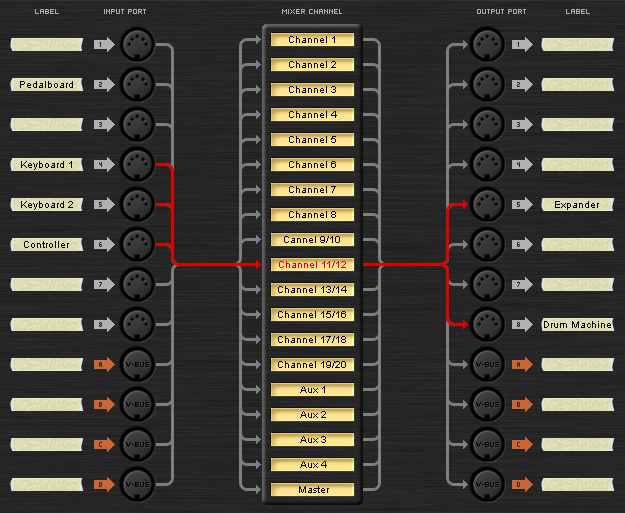 LABEL INPUT PORT MIXER CHANNEL OUTPUT PORT LABEL
1 Channel 1 1
Channel 2
Pedalboard 2 2
Channel 3
3 Channel 4 3
Channel 5
Keyboard 1 4 Channel 6 4
Channel 7
Keyboard 2 5 5 Expander
Channel 8
Controller 6 Cannel 9/10 6
Channel 11/12
7 Channel 13/14 7
Channel 15/16
8 8 Drum Machine
Channel 17/18
A V-BUS Channel 19/20 V-BUS A
Aux 1
B V-BUS V-BUS B
Aux 2
C V-BUS Aux 3 V-BUS C
Aux 4
D V-BUS Master V-BUS D